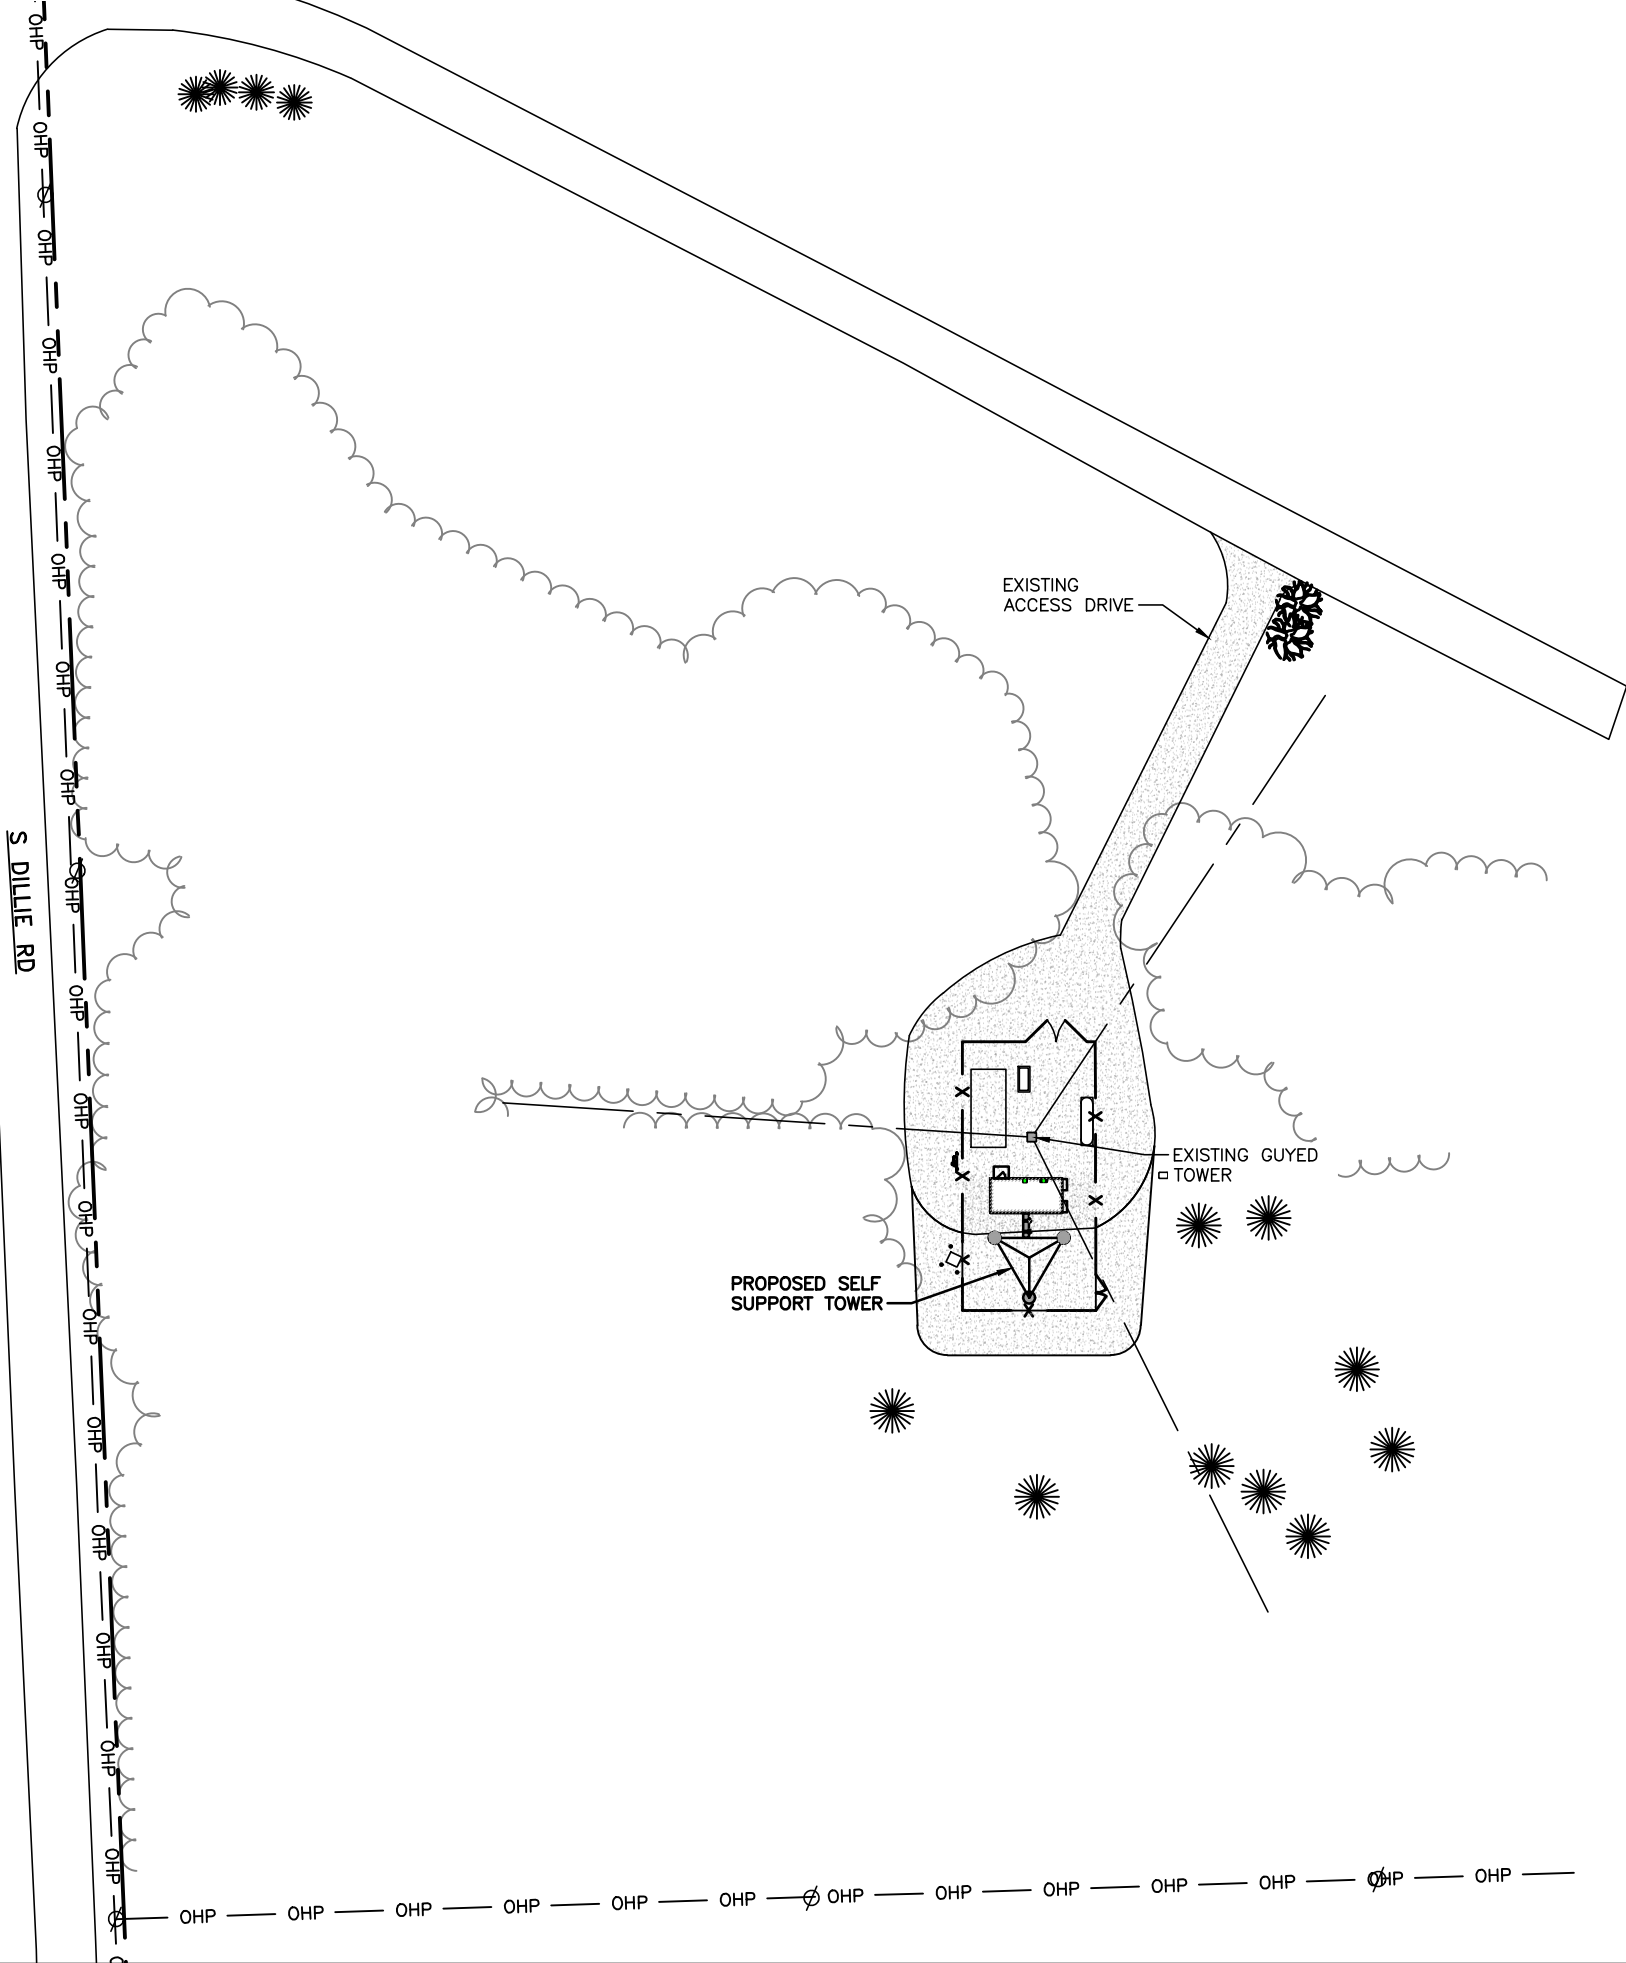 OHP OHP OHP OHP OHP OHP OHP OHP OHP OHP OHP OHP OHP OHP OHP OHP OHP OHP
EXISTING
ACCESS DRIVE
S DILLIE RD
EXISTING GUYED
TOWER
PROPOSED SELF
SUPPORT TOWER
OHP OHP OHP OHP OHP OHP OHP OHP OHP OHP OHP OHP OHP